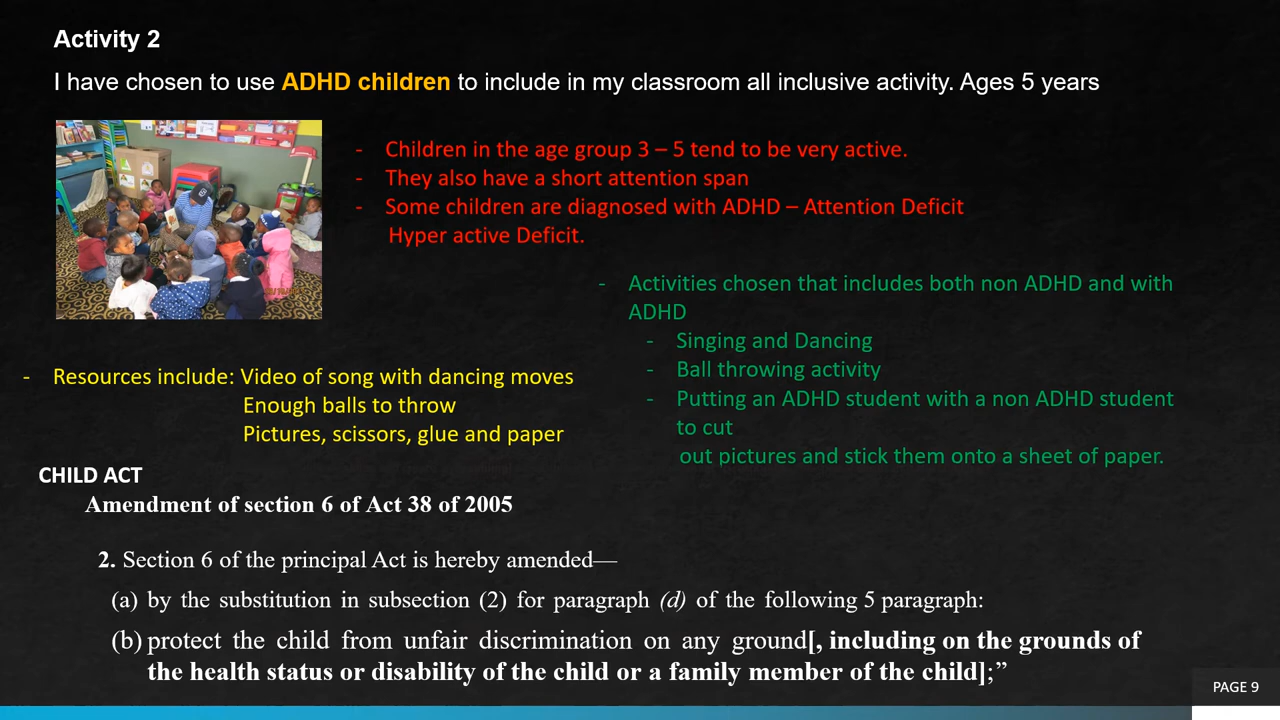 Activity 2
I have chosen to use ADHD children to include in my classroom all inclusive activity. Ages 5 years
- Children in the age group 3 – 5 tend to be very active.
- They also have a short attention span
- Some children are diagnosed with ADHD – Attention Deficit
Hyper active Deficit.
- Activities chosen that includes both non ADHD and with
ADHD
- Singing and Dancing
- Ball throwing activity
- Putting an ADHD student with a non ADHD student
to cut
out pictures and stick them onto a sheet of paper.
- Resources include: Video of song with dancing moves
Enough balls to throw
Pictures, scissors, glue and paper
CHILD ACT
Amendment of section 6 of Act 38 of 2005
2. Section 6 of the principal Act is hereby amended—
(a) by the substitution in subsection (2) for paragraph (d) of the following 5 paragraph:
(b) protect the child from unfair discrimination on any ground[, including on the grounds of
the health status or disability of the child or a family member of the child];”
PAGE 9